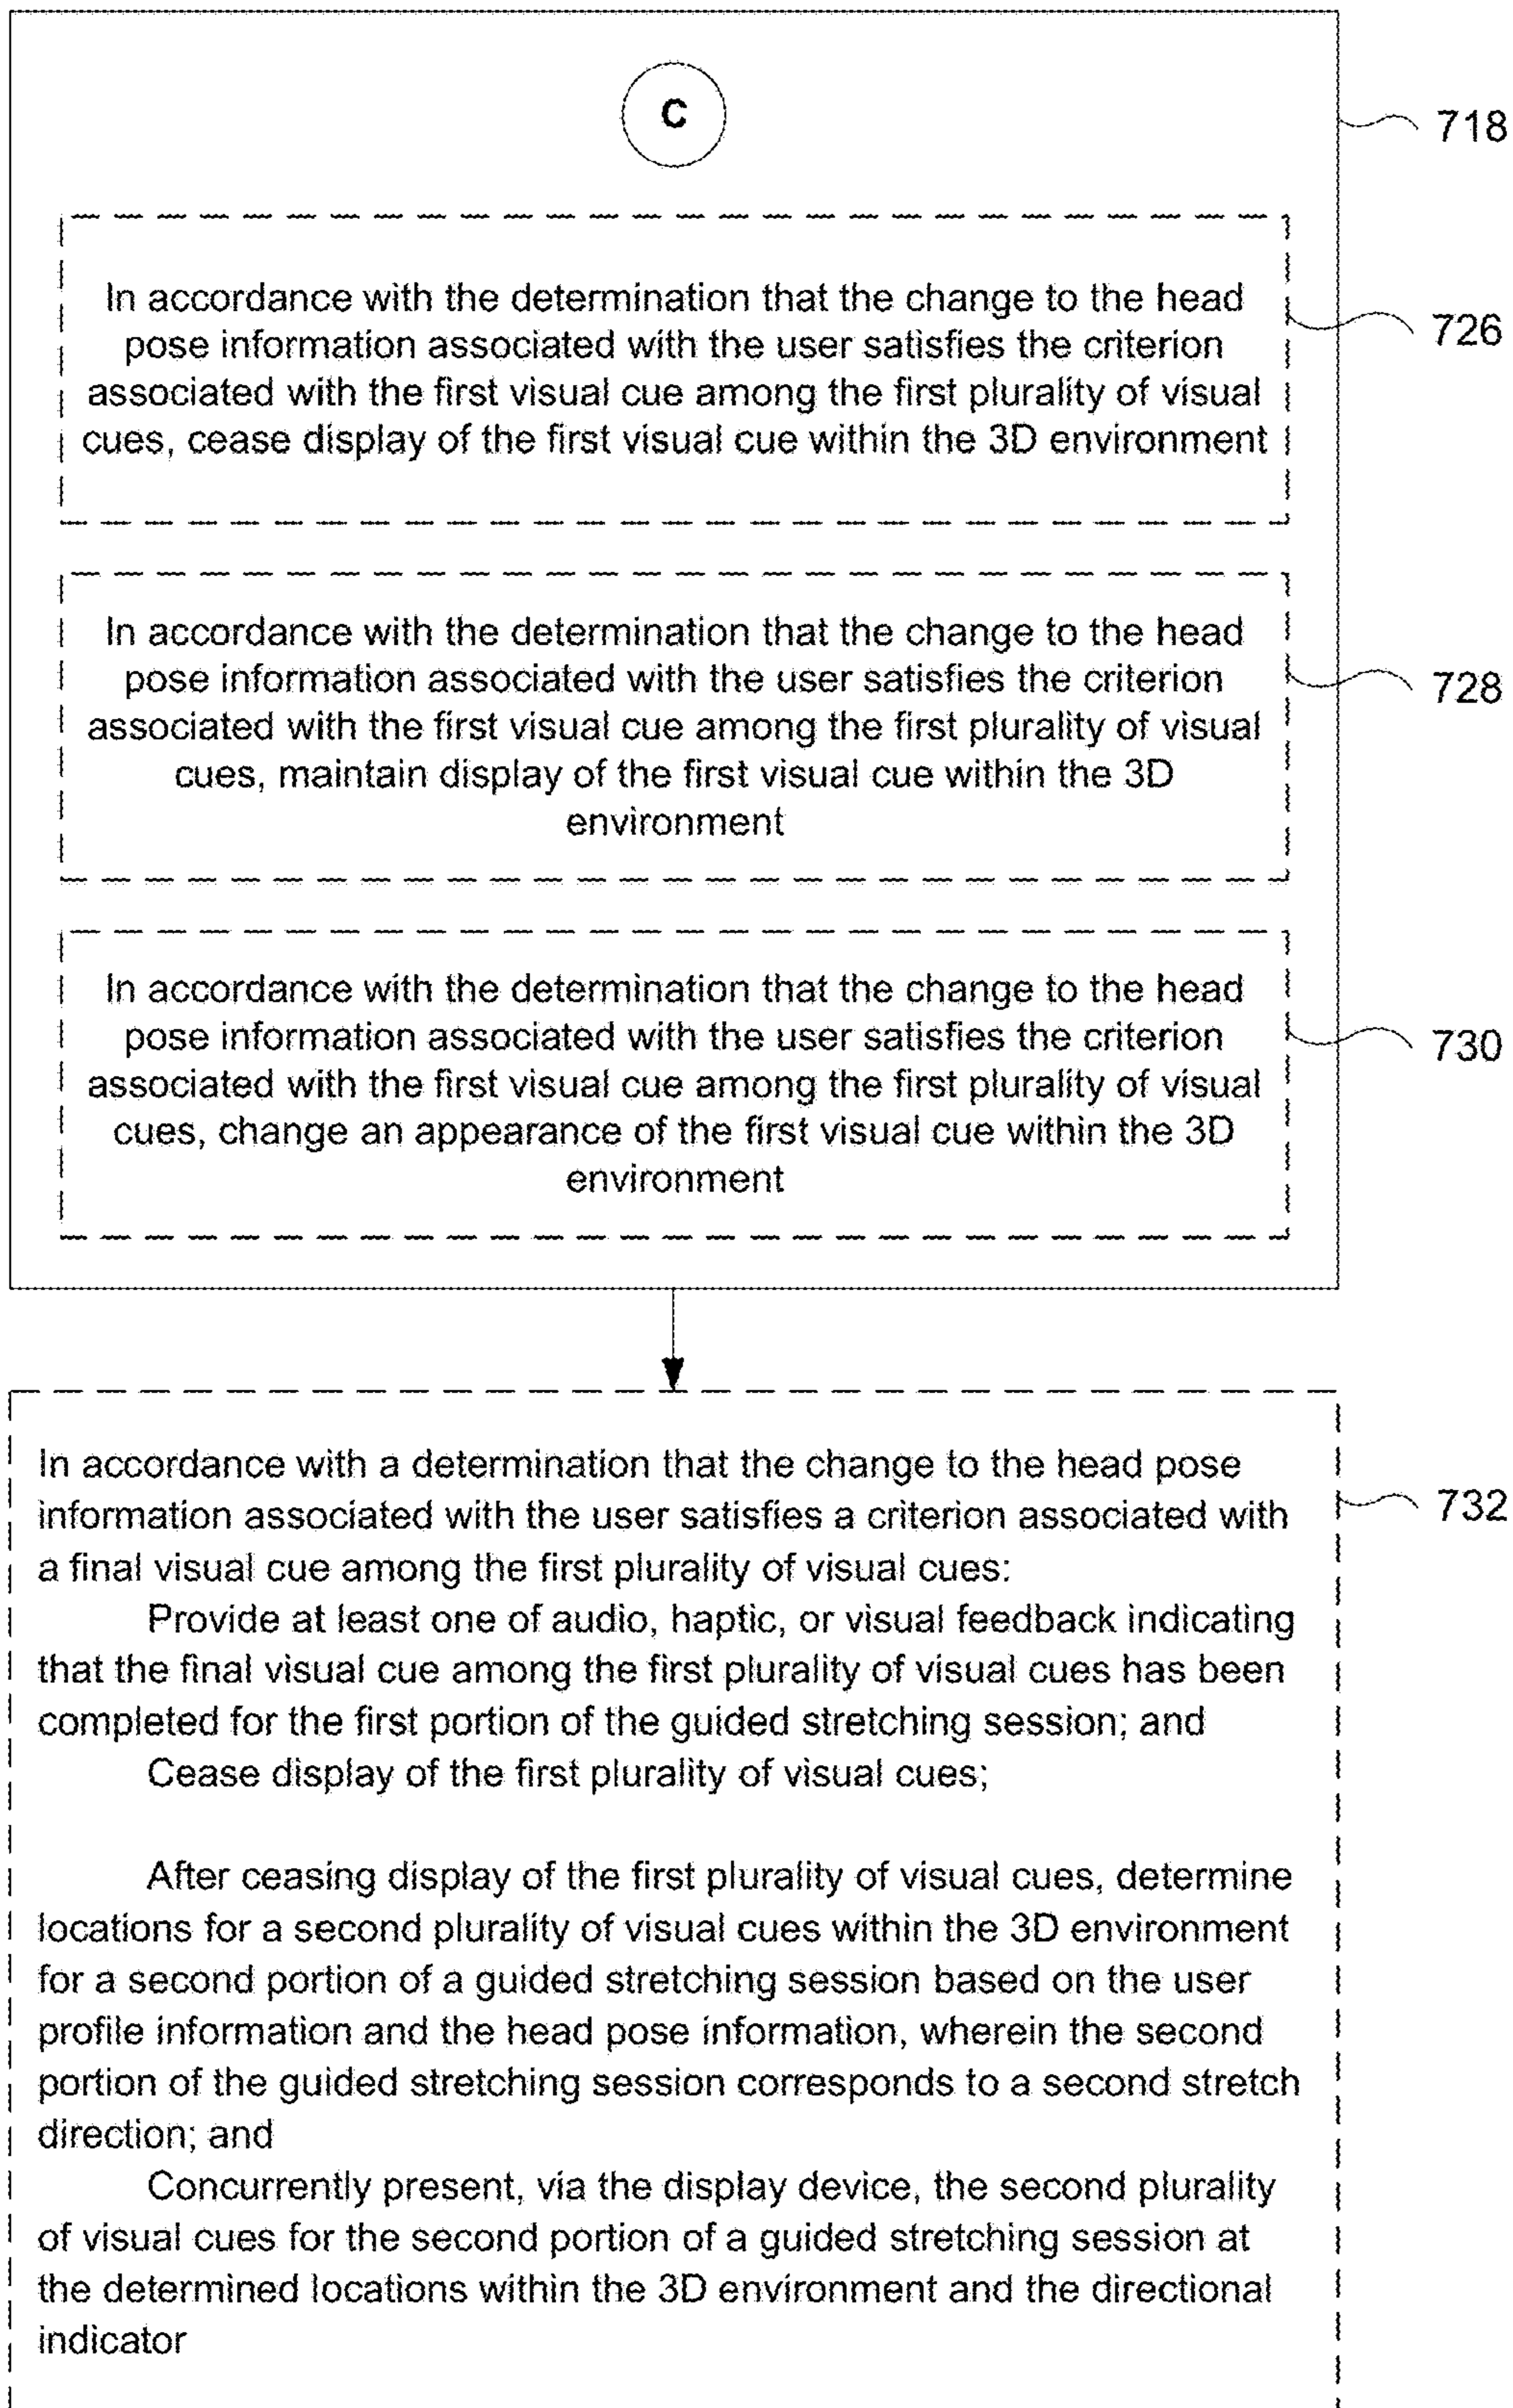 C
718
In accordance with the determination that the change to the head
pose information associated with the user satisfies the criterion
associated with the first visual cue among the first plurality of visual
cues, cease display of the first visual cue within the 3D environment
726
In accordance with the determination that the change to the head
pose information associated with the user satisfies the criterion
associated with the first visual cue among the first plurality of visual
cues, maintain display of the first visual cue within the 3D
environment
728
In accordance with the determination that the change to the head
pose information associated with the user satisfies the criterion
associated with the first visual cue among the first plurality of visual
cues, change an appearance of the first visual cue within the 3D
environment
730
In accordance with a determination that the change to the head pose
information associated with the user satisfies a criterion associated with
a final visual cue among the first plurality of visual cues:
Provide at least one of audio, haptic, or visual feedback indicating
that the final visual cue among the first plurality of visual cues has been
completed for the first portion of the guided stretching session; and
Cease display of the first plurality of visual cues;
After ceasing display of the first plurality of visual cues, determine
locations for a second plurality of visual cues within the 3D environment
for a second portion of a guided stretching session based on the user
profile information and the head pose information, wherein the second
portion of the guided stretching session corresponds to a second stretch
direction; and
Concurrently present, via the display device, the second plurality
of visual cues for the second portion of a guided stretching session at
the determined locations within the 3D environment and the directional
indicator
732